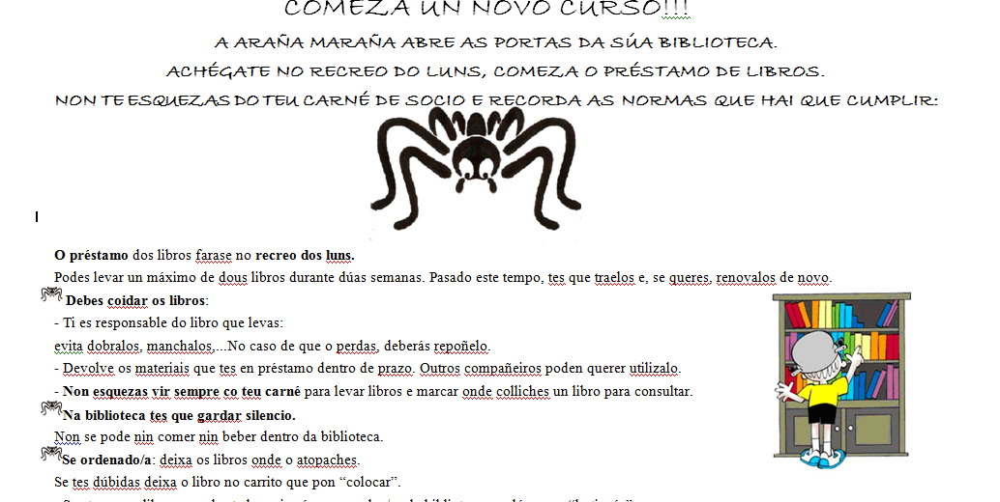 COMEZA UN NOVO CURSO!!!
A ARAÑA MARAÑA ABRE AS PORTAS DA SÚA BIBLIOTECA.
ACHÉGATE NO RECREO DO LUNS, COMEZA O PRÉSTAMO DE LIBROS.
NON TE ESQUEZAS DO TEU CARNÉ DE SOCIO E RECORDA AS NORMAS QUE HAI QUE CUMPLIR:
O préstamo dos libros farase no recreo dos luns.
Podes levar un máximo de dous libros durante dúas semanas. Pasado este tempo, tes que traelos e, se queres, renovalos de novo.
Debes coidar os libros:
- Ti es responsable do libro que levas:
evita dobralos, manchalos,...No caso de que o perdas, deberás repoñelo.
- Devolve os materiais que tes en préstamo dentro de prazo. Outros compañeiros poden querer utilizalo.
- Non esquezas vir sempre co teu carné para levar libros e marcar onde colliches un libro para consultar.
Na biblioteca tes que gardar silencio.
Non se pode nin comer nin beber dentro da biblioteca.
Se ordenado/a: deixa os libros onde o atopaches.
Se tes dúbidas deixa o libro no carrito que pon “colocar”.